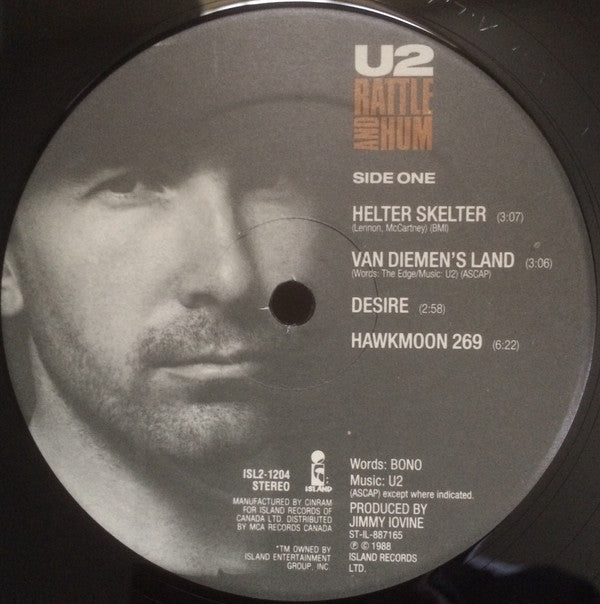 U2
RATTLE
AND HUM
SIDE ONE
HELTER SKELTER (3:07)
(Lennon, McCartney) (BMI)
VAN DIEMEN'S LAND (3:06)
(Words: The Edge/Music: U2) (ASCAP)
DESIRE (2:58)
HAWKMOON 269 (6:22)
ISL2-1204
STEREO
ISLAND
MANUFACTURED BY CINRAM
FOR ISLAND RECORDS OF
CANADA LTD. DISTRIBUTED
BY MCA RECORDS CANADA
*TM OWNED BY
ISLAND ENTERTAINMENT
GROUP, INC.
Words: BONO
Music: U2
(ASCAP) except where indicated.
PRODUCED BY
JIMMY IOVINE
ST-IL-887165
℗ © 1988
ISLAND RECORDS
LTD.